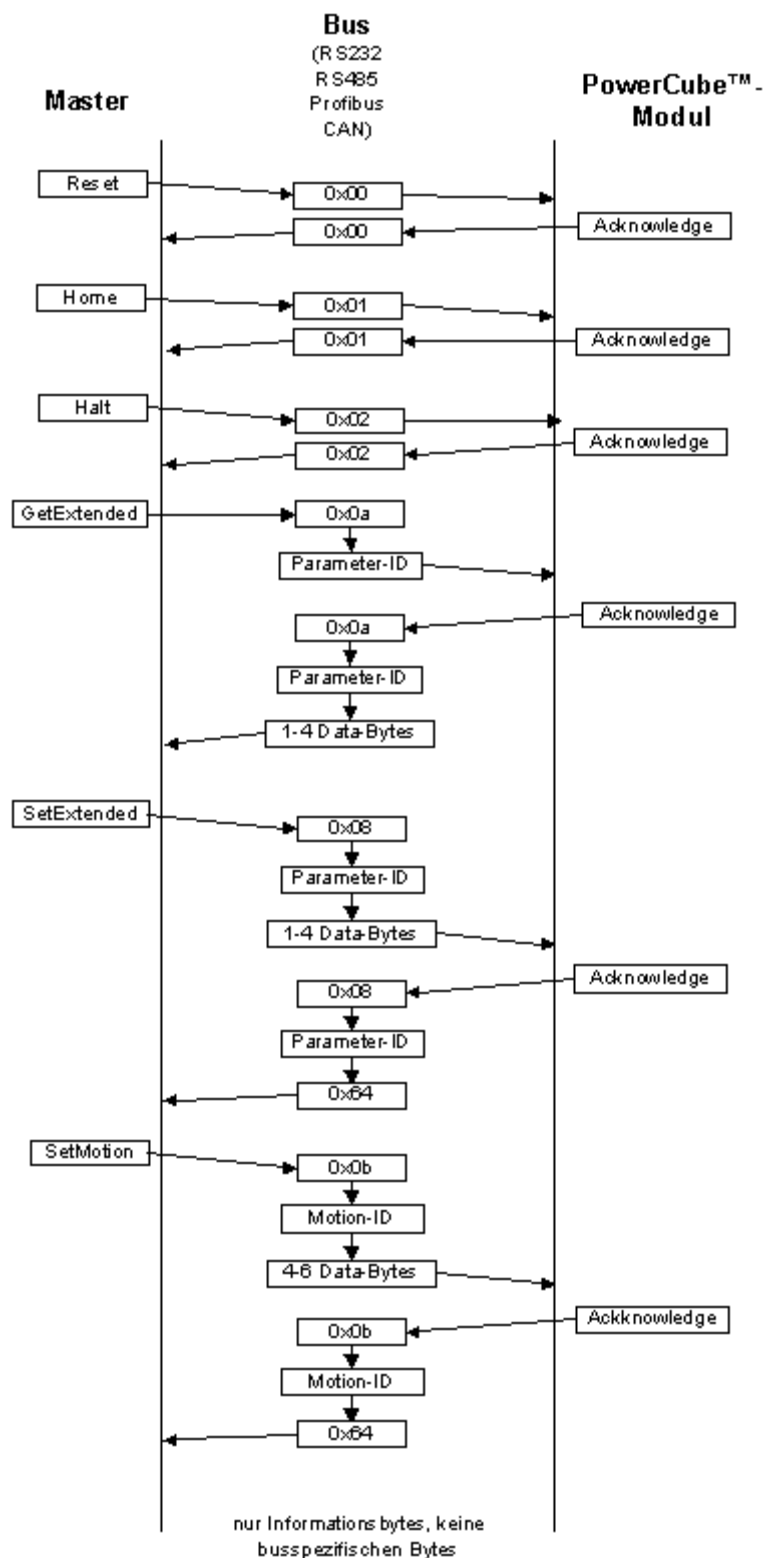 Bus
(RS232
RS485
Profibus
CAN)
Master
PowerCube™-
Modul
Reset
0x00
0x00
Acknowledge
Home
0x01
0x01
Acknowledge
Halt
0x02
0x02
Acknowledge
GetExtended
0x0a
Parameter-ID
0x0a
Acknowledge
Parameter-ID
1-4 Data-Bytes
SetExtended
0x08
Parameter-ID
1-4 Data-Bytes
0x08
Acknowledge
Parameter-ID
0x64
SetMotion
0x0b
Motion-ID
4-6 Data-Bytes
0x0b
Ackknowledge
Motion-ID
0x64
nur Informationsbytes, keine
busspezifischen Bytes